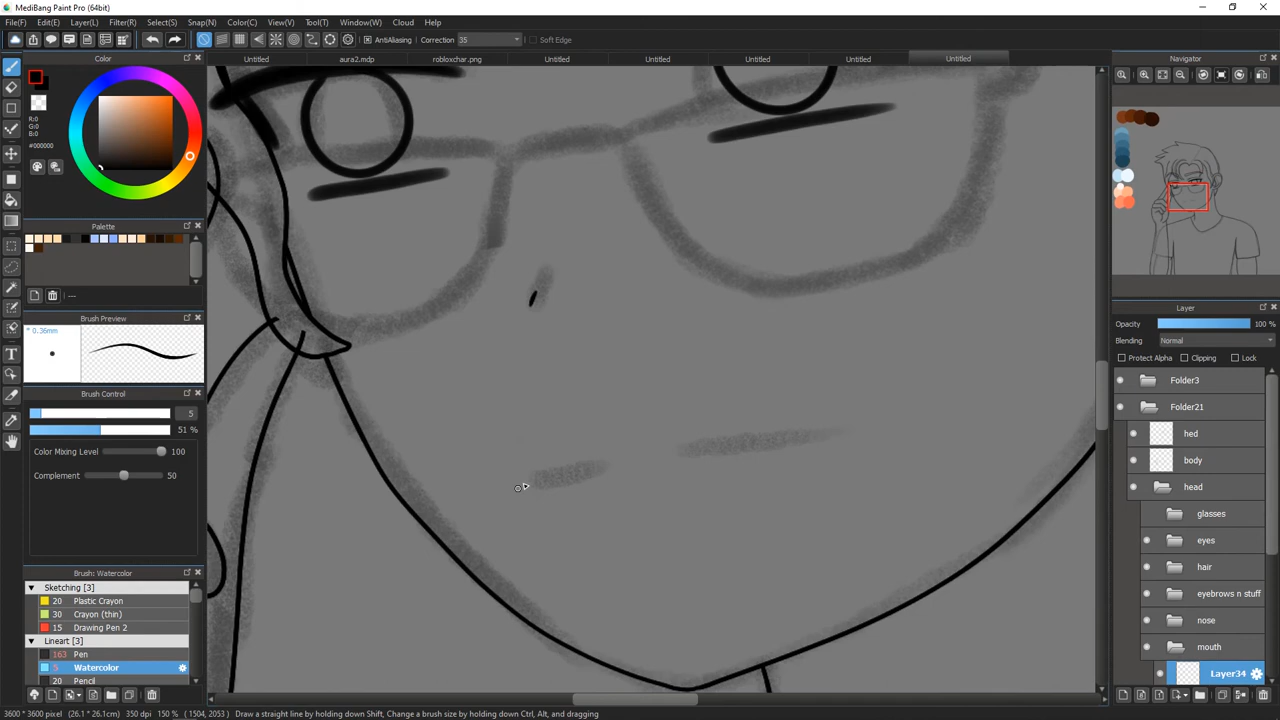 MediBang Paint Pro (64bit)
File(F) Edit(E) Layer(L) Filter(R) Select(S) Snap(N) Color(C) View(V) Tool(T) Window(W) Cloud Help
AntiAliasing Correction 35 Soft Edge
Color
Untitled aura2.mdp robloxchar.png Untitled Untitled Untitled Untitled Untitled
Navigator
R:0
G:0
B:0
#000000
Palette
---
Brush Preview
* 0.36mm
Brush Control
5
51 %
Color Mixing Level 100
Complement 50
Brush: Watercolor
Sketching [3]
20 Plastic Crayon
30 Crayon (thin)
15 Drawing Pen 2
Lineart [3]
163 Pen
5 Watercolor
20 Pencil
Layer
Opacity 100 %
Blending Normal
Protect Alpha Clipping Lock
Folder3
Folder21
hed
body
head
glasses
eyes
hair
eyebrows n stuff
nose
mouth
Layer34
3600 * 3600 pixel (26.1 * 26.1cm) 350 dpi 150 % ( 1504, 2053 ) Draw a straight line by holding down Shift, Change a brush size by holding down Ctrl, Alt, and dragging